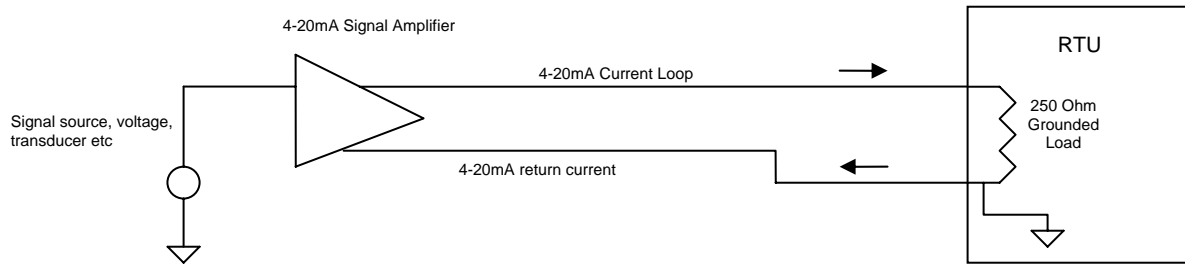 4-20mA Signal Amplifier
RTU
4-20mA Current Loop
Signal source, voltage,
transducer etc
250 Ohm
Grounded
Load
4-20mA return current